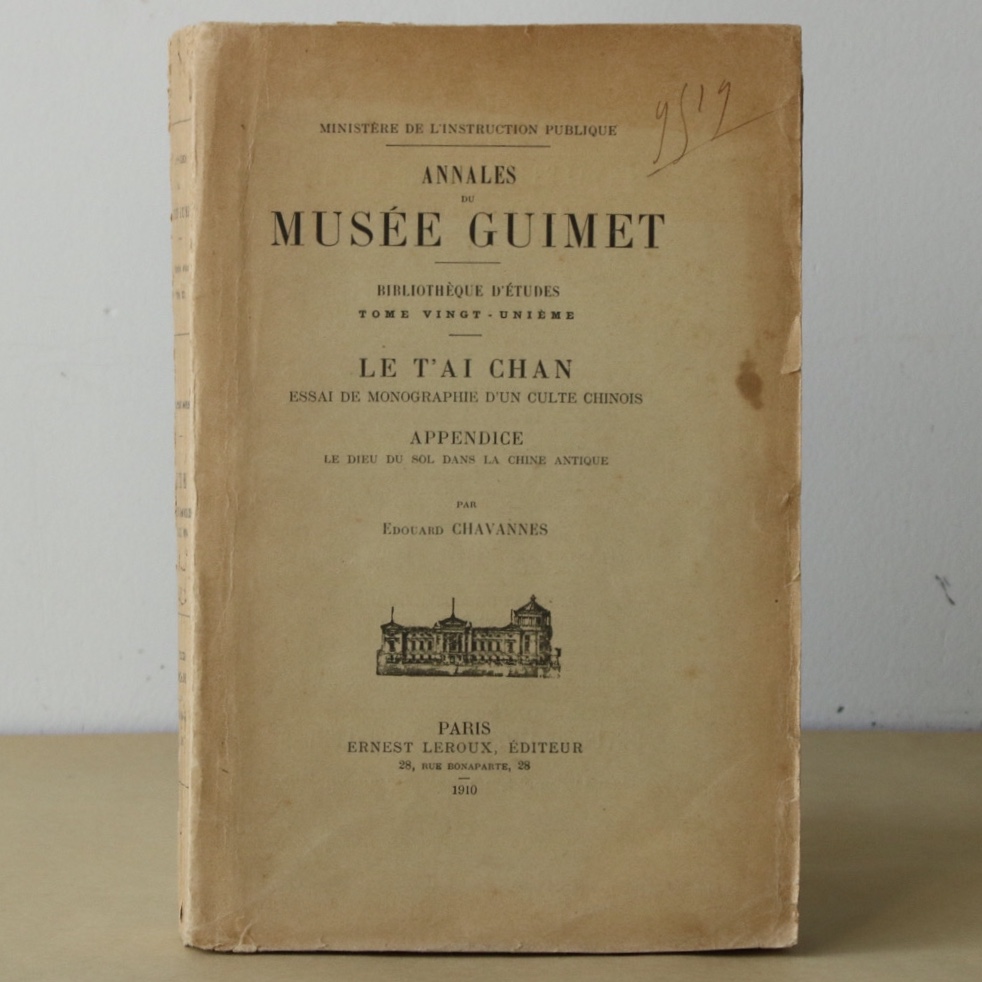 MINISTÈRE DE L'INSTRUCTION PUBLIQUE
ANNALES
DU
MUSÉE GUIMET
BIBLIOTHÈQUE D'ÉTUDES
TOME VINGT-UNIÈME
LE T'AI CHAN
ESSAI DE MONOGRAPHIE D'UN CULTE CHINOIS
APPENDICE
LE DIEU DU SOL DANS LA CHINE ANTIQUE
PAR
EDOUARD CHAVANNES
PARIS
ERNEST LEROUX, ÉDITEUR
28, RUE BONAPARTE, 28
1910